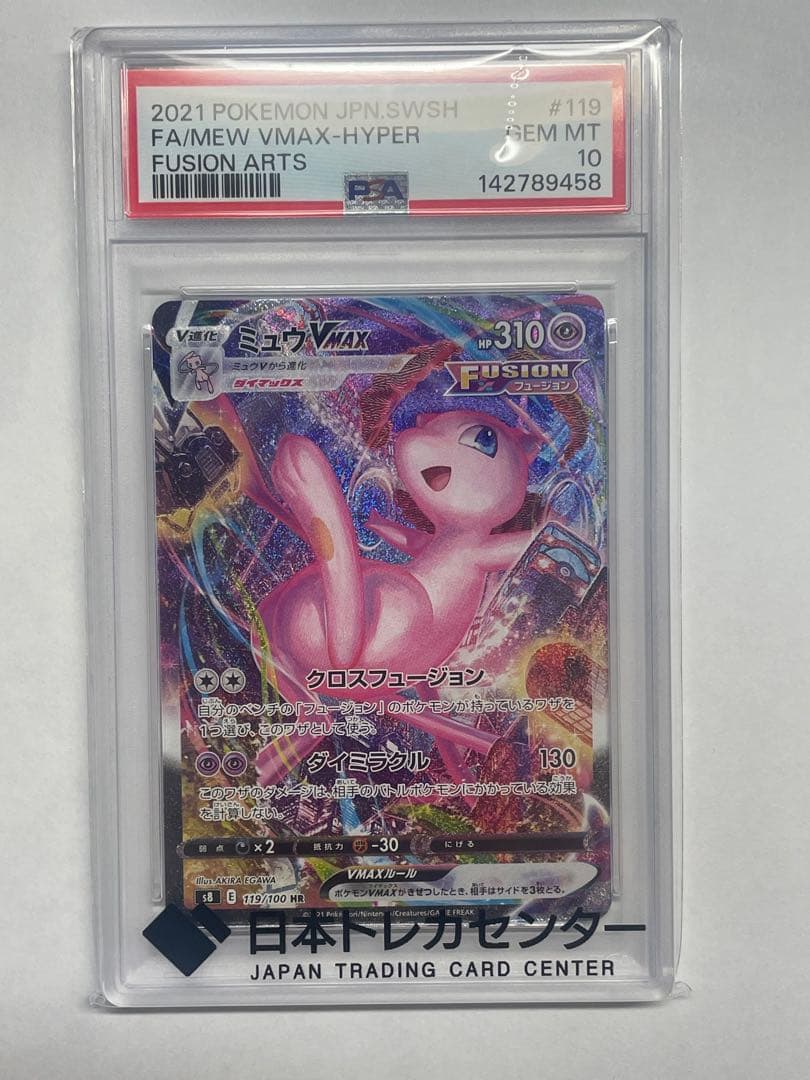 2021 POKEMON JPN.SWSH #119
FA/MEW VMAX-HYPER GEM MT
FUSION ARTS 10
PSA 142789458
V進化 ミュウVMAX HP 310
ミュウVから進化
ダイマックス
FUSION
フュージョン
クロスフュージョン
自分のベンチの「フュージョン」のポケモンが持っているワザを
1つ選び、このワザとして使う。
ダイミラクル 130
このワザのダメージは、相手のバトルポケモンにかかっている効果
を計算しない。
弱点 ×2 抵抗力 -30 にげる
VMAXルール
ポケモンVMAXがきぜつしたとき、相手はサイドを3枚とる。
Illus. AKIRA EGAWA
s8 E 119/100 HR
©2021 Pokémon/Nintendo/Creatures/GAME FREAK
日本トレカセンター
JAPAN TRADING CARD CENTER